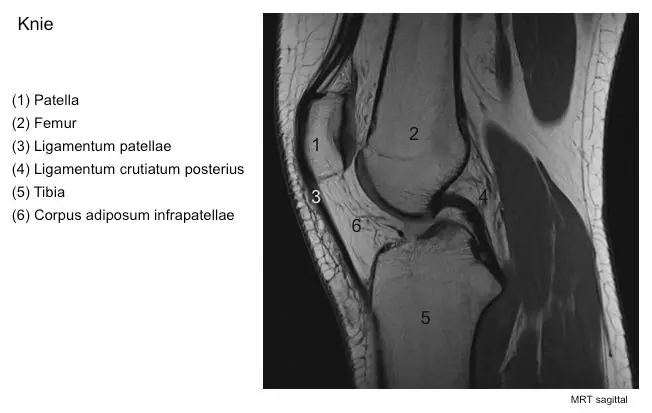 Knie
(1) Patella
(2) Femur
(3) Ligamentum patellae
(4) Ligamentum crutiatum posterius
(5) Tibia
(6) Corpus adiposum infrapatellae
1
2
3
4
6
5
MRT sagittal